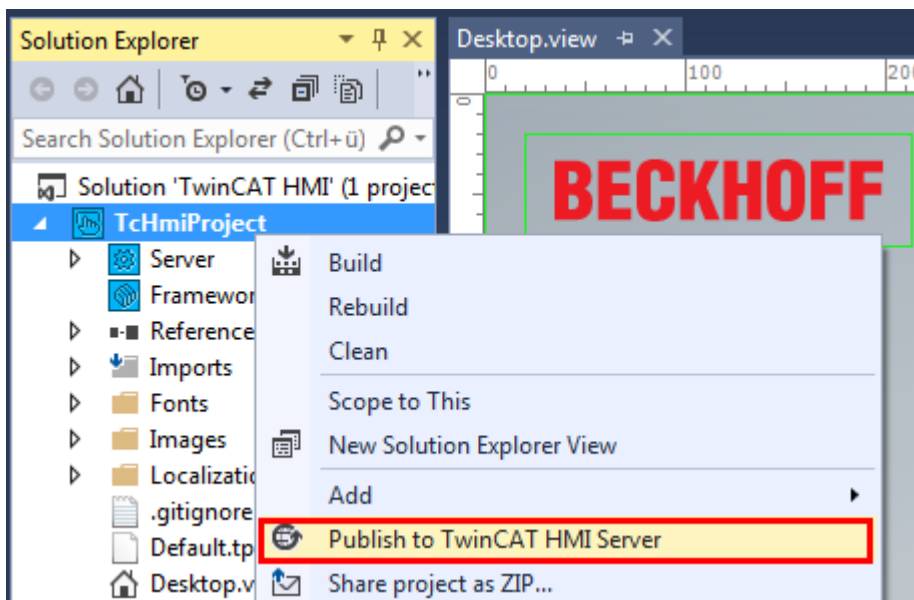 Solution Explorer
Desktop.view
0 100 200
Search Solution Explorer (Ctrl+ü)
Solution 'TwinCAT HMI' (1 project
BECKHOFF
TcHmiProject
Server
Build
Framewor
Rebuild
Reference
Clean
Imports
Fonts
Scope to This
Images
New Solution Explorer View
Localizatio
Add
.gitignore
Publish to TwinCAT HMI Server
Default.tp
Desktop.v
Share project as ZIP...
0